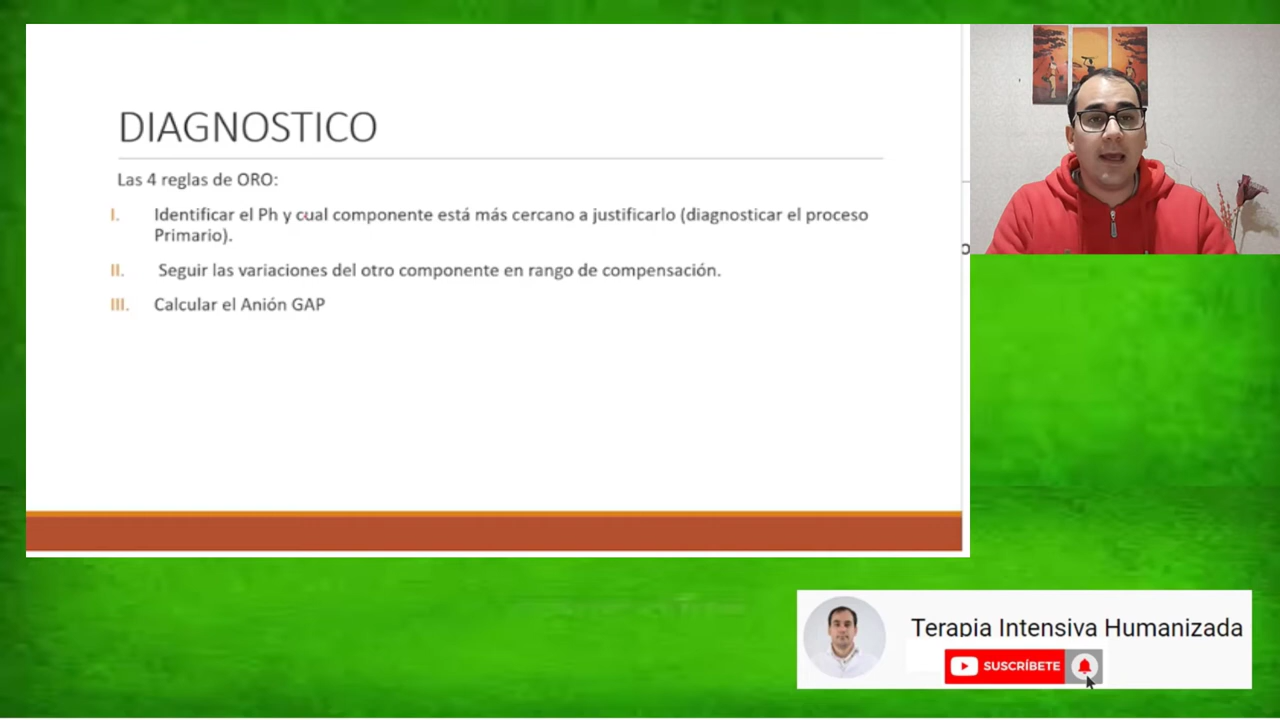 DIAGNOSTICO
Las 4 reglas de ORO:
I. Identificar el Ph y cual componente está más cercano a justificarlo (diagnosticar el proceso
Primario).
II. Seguir las variaciones del otro componente en rango de compensación.
III. Calcular el Anión GAP
Terapia Intensiva Humanizada
SUSCRÍBETE